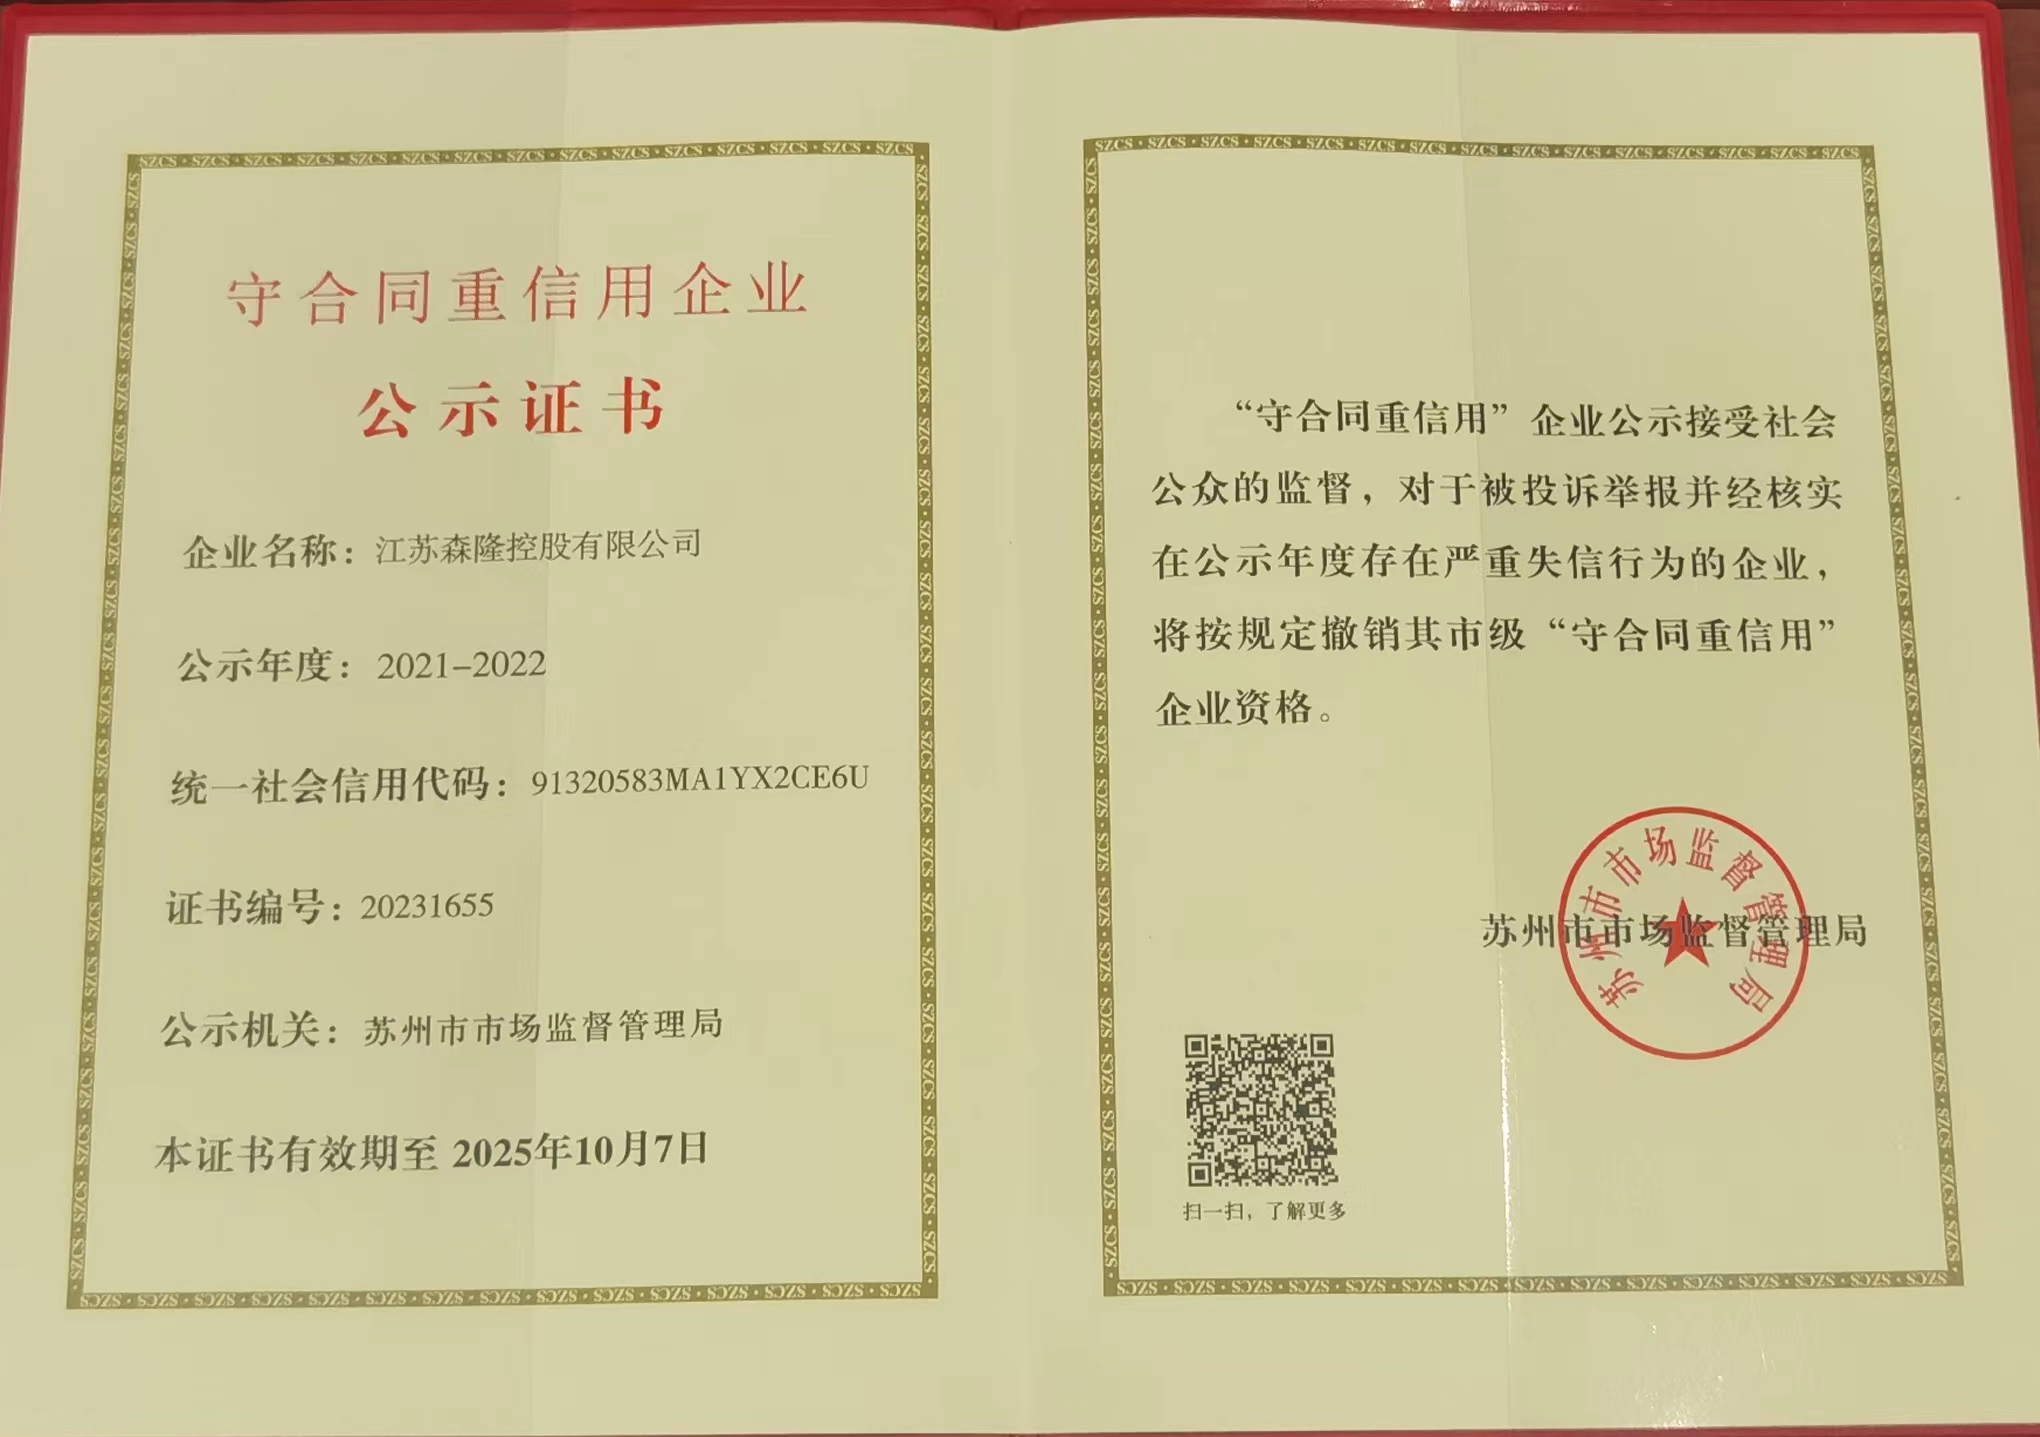 守合同重信用企业
公示证书
企业名称：江苏森隆控股有限公司
公示年度：2021-2022
统一社会信用代码：91320583MA1YX2CE6U
证书编号：20231655
公示机关：苏州市市场监督管理局
本证书有效期至 2025年10月7日
“守合同重信用”企业公示接受社会
公众的监督，对于被投诉举报并经核实
在公示年度存在严重失信行为的企业，
将按规定撤销其市级“守合同重信用”
企业资格。
苏州市市场监督管理局
苏州市市场监督管理局
扫一扫，了解更多
SZCS